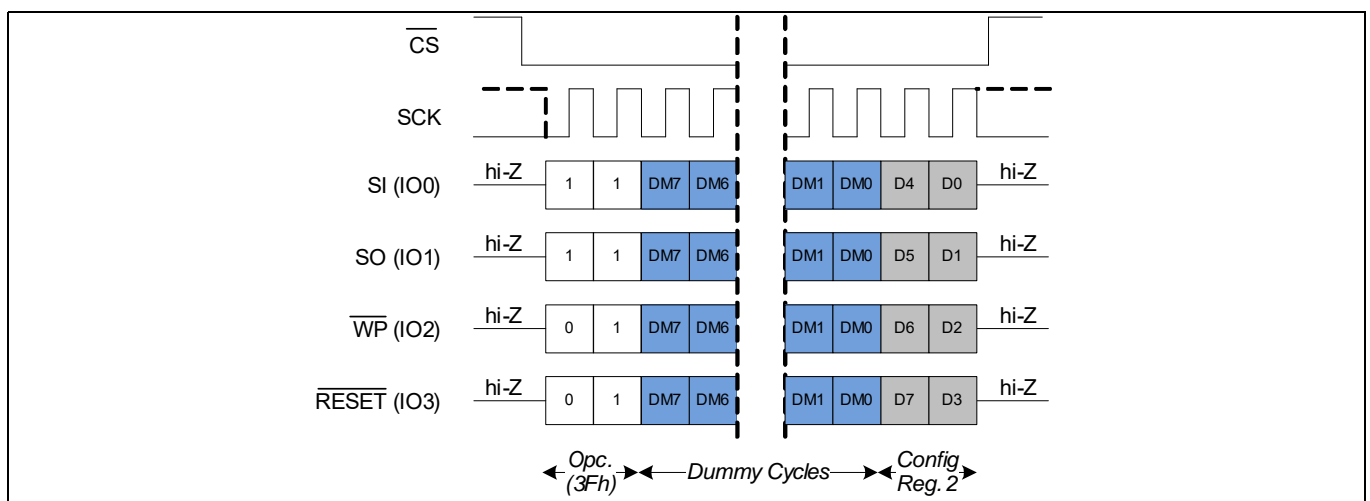 CS
SCK
SI (IO0) hi-Z 1 1 DM7 DM6 DM1 DM0 D4 D0 hi-Z
SO (IO1) hi-Z 1 1 DM7 DM6 DM1 DM0 D5 D1 hi-Z
WP (IO2) hi-Z 0 1 DM7 DM6 DM1 DM0 D6 D2 hi-Z
RESET (IO3) hi-Z 0 1 DM7 DM6 DM1 DM0 D7 D3 hi-Z
Opc. Dummy Cycles Config
(3Fh) Reg. 2